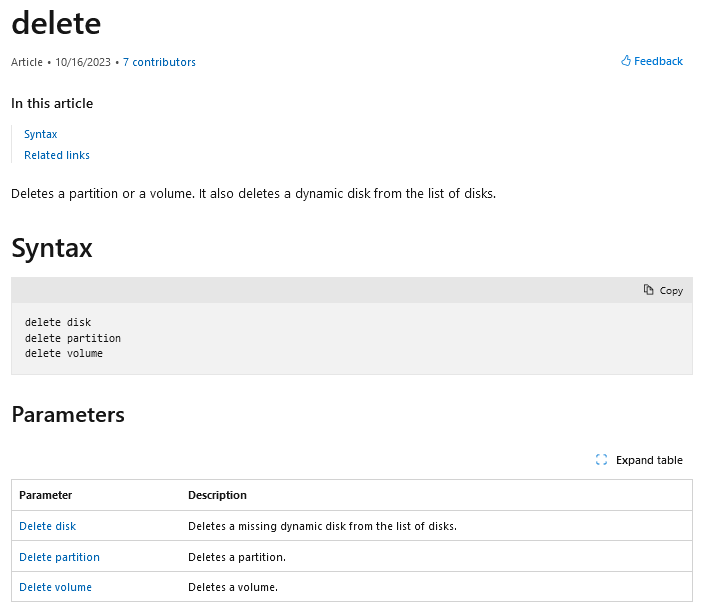 delete
Article • 10/16/2023 • 7 contributors
Feedback
In this article
Syntax
Related links
Deletes a partition or a volume. It also deletes a dynamic disk from the list of disks.
Syntax
Copy
delete disk
delete partition
delete volume
Parameters
Expand table
Parameter Description
Delete disk Deletes a missing dynamic disk from the list of disks.
Delete partition Deletes a partition.
Delete volume Deletes a volume.